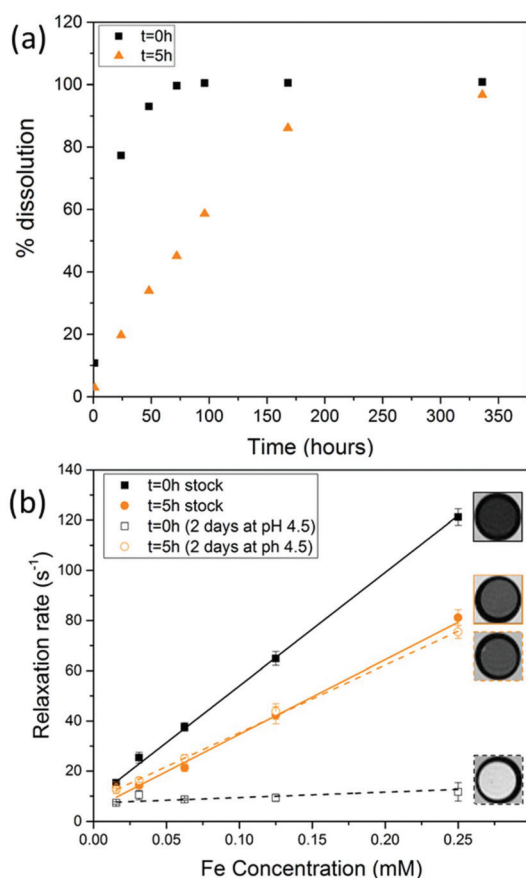 (a)
t=0h
t=5h
120
100
80
60
40
20
0
% dissolution
0 50 100 150 200 250 300 350
Time (hours)
(b)
t=0h stock
t=5h stock
t=0h (2 days at pH 4.5)
t=5h (2 days at ph 4.5)
140
120
100
80
60
40
20
0
Relaxation rate (s⁻¹)
0.00 0.05 0.10 0.15 0.20 0.25
Fe Concentration (mM)